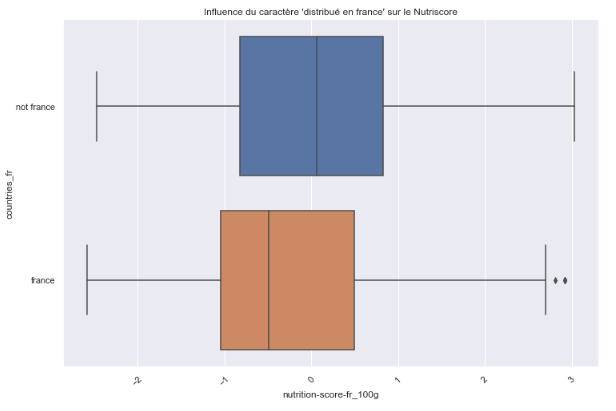 Influence du caractère 'distribué en france' sur le Nutriscore
countries_fr
not france
france
-2
-1
0
1
2
3
nutrition-score-fr_100g